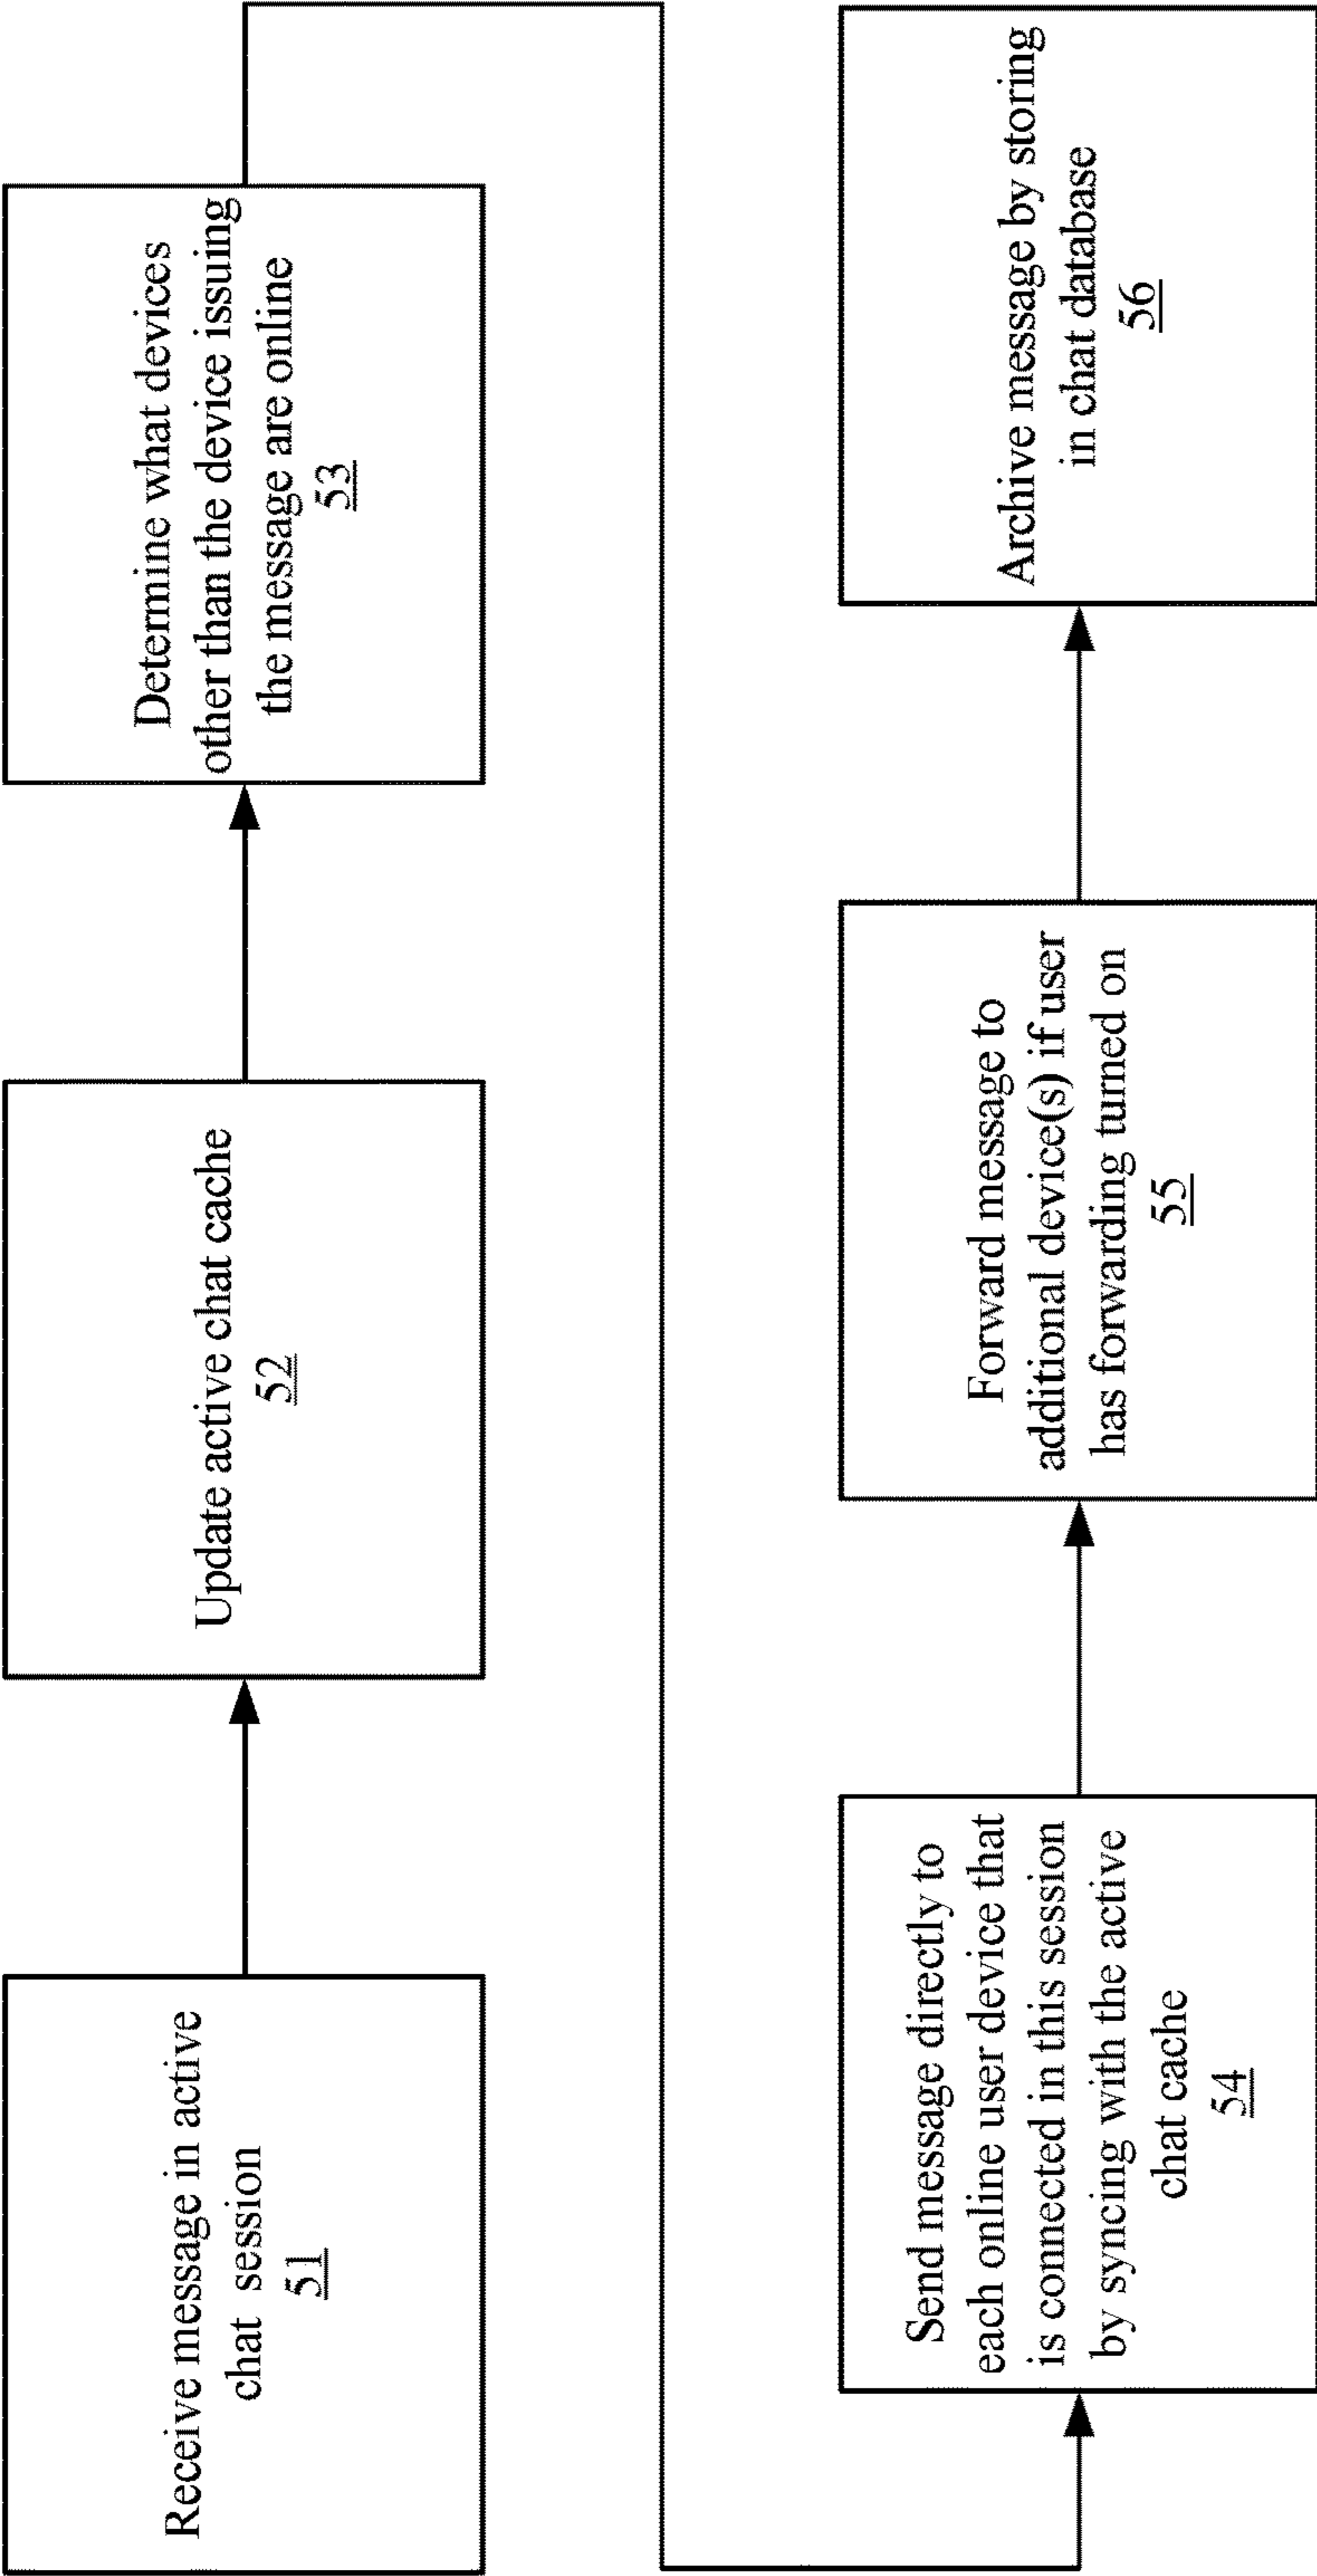 Receive message in active
chat session
51
Update active chat cache
52
Determine what devices
other than the device issuing
the message are online
53
Send message directly to
each online user device that
is connected in this session
by syncing with the active
chat cache
54
Forward message to
additional device(s) if user
has forwarding turned on
55
Archive message by storing
in chat database
56